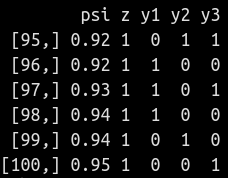 psi z y1 y2 y3
[95,] 0.92 1 0 1 1
[96,] 0.92 1 1 0 0
[97,] 0.93 1 1 0 1
[98,] 0.94 1 1 0 0
[99,] 0.94 1 0 1 0
[100,] 0.95 1 0 0 1